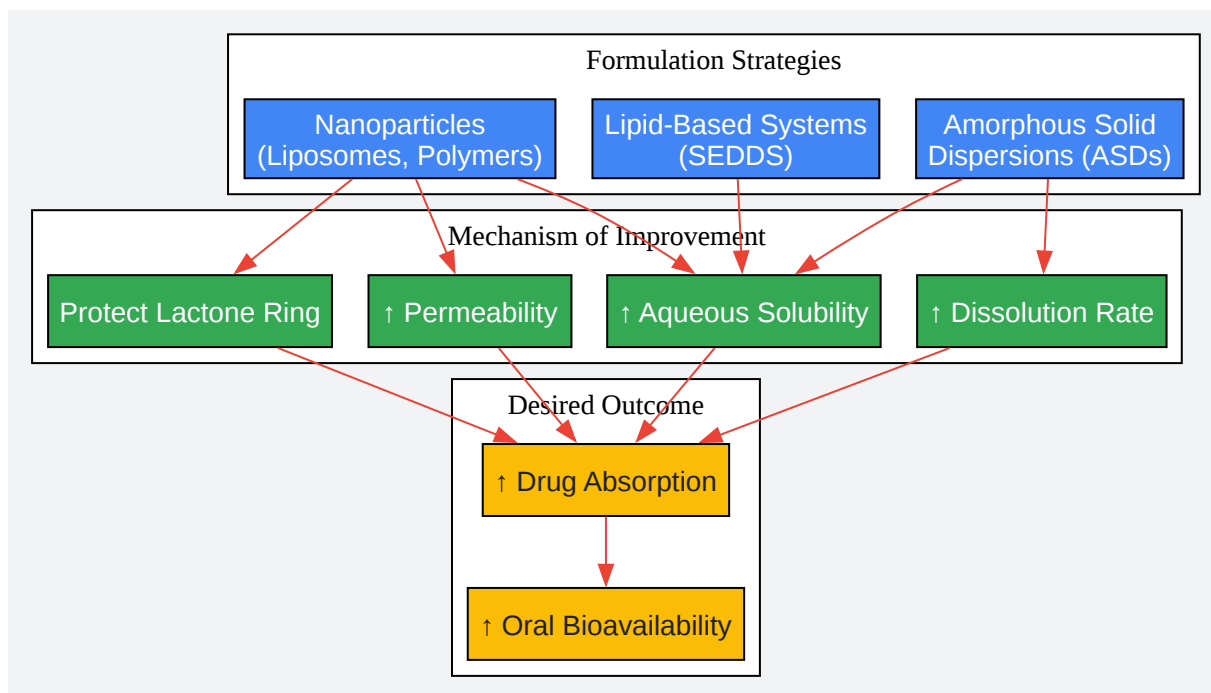 Formulation Strategies
Nanoparticles
(Liposomes, Polymers)
Lipid-Based Systems
(SEDDS)
Amorphous Solid
Dispersions (ASDs)
Mechanism of Improvement
Protect Lactone Ring
↑ Permeability
↑ Aqueous Solubility
↑ Dissolution Rate
Desired Outcome
↑ Drug Absorption
↑ Oral Bioavailability